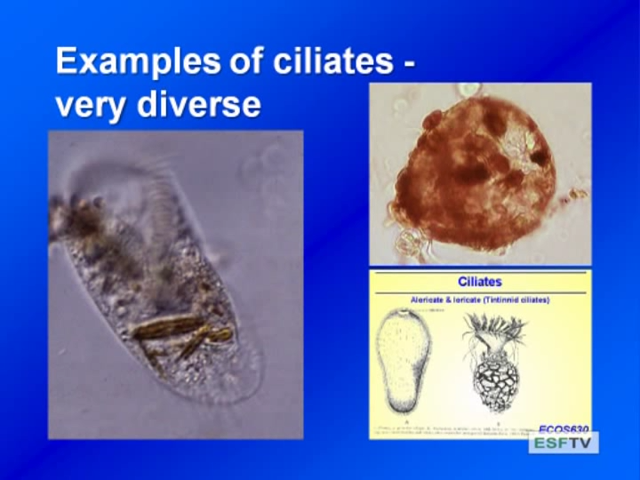 Examples of ciliates -
very diverse
Ciliates
Aloricate & loricate (Tintinnid ciliates)
ECOS630
ESFTV